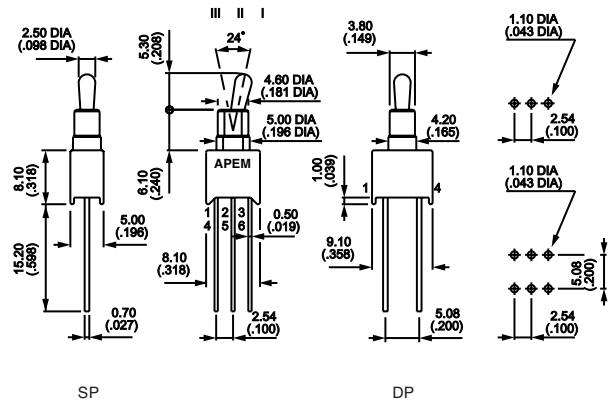 III II I
2.50 DIA
(.098 DIA)
5.30
(.208)
24°
4.60 DIA
(.181 DIA)
5.00 DIA
(.196 DIA)
APEM
6.10
(.240)
8.10
(.318)
15.20
(.598)
5.00
(.196)
0.70
(.027)
1 2 3
4 5 6
0.50
(.019)
8.10
(.318)
2.54
(.100)
3.80
(.149)
4.20
(.165)
1.00
(.039)
1 4
9.10
(.358)
5.08
(.200)
1.10 DIA
(.043 DIA)
2.54
(.100)
1.10 DIA
(.043 DIA)
5.08
(.200)
2.54
(.100)
SP
DP